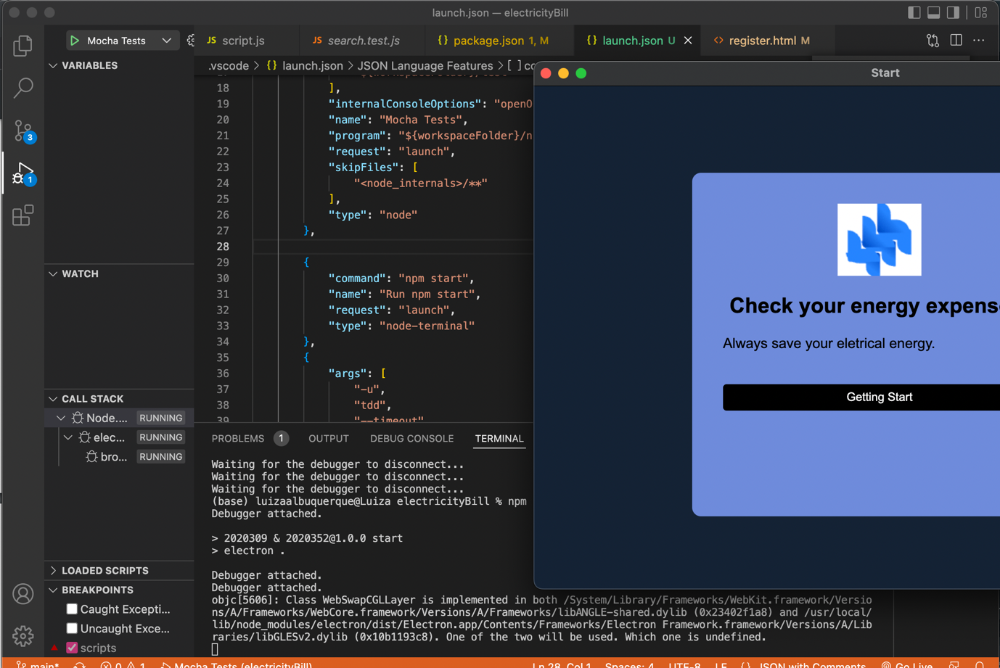 launch.json — electricityBill
Mocha Tests
JS script.js
JS search.test.js
{} package.json 1, M
{} launch.json U
<> register.html M
VARIABLES
.vscode > {} launch.json > JSON Language Features > [ ] co
18 ],
19 "internalConsoleOptions": "openO
20 "name": "Mocha Tests",
21 "program": "${workspaceFolder}/n
22 "request": "launch",
23 "skipFiles": [
24 "<node_internals>/**"
25 ],
26 "type": "node"
27 },
28
29 {
30 "command": "npm start",
31 "name": "Run npm start",
32 "request": "launch",
33 "type": "node-terminal"
34 },
35 {
36 "args": [
37 "-u",
38 "tdd",
39 "--timeout"
3
1
WATCH
CALL STACK
Node.... RUNNING
elec... RUNNING
bro... RUNNING
LOADED SCRIPTS
BREAKPOINTS
Caught Excepti...
Uncaught Exce...
scripts
PROBLEMS 1 OUTPUT DEBUG CONSOLE TERMINAL
Waiting for the debugger to disconnect...
Waiting for the debugger to disconnect...
Waiting for the debugger to disconnect...
(base) luizaalbuquerque@Luiza electricityBill % npm
Debugger attached.
> 2020309 & 2020352@1.0.0 start
> electron .
Debugger attached.
Debugger attached.
objc[5606]: Class WebSwapCGLLayer is implemented in both /System/Library/Frameworks/WebKit.framework/Versio
ns/A/Frameworks/WebCore.framework/Versions/A/Frameworks/libANGLE-shared.dylib (0x23402f1a8) and /usr/local/
lib/node_modules/electron/dist/Electron.app/Contents/Frameworks/Electron Framework.framework/Versions/A/Lib
raries/libGLESv2.dylib (0x10b1193c8). One of the two will be used. Which one is undefined.
Start
Check your energy expens
Always save your eletrical energy.
Getting Start
main* 0 1 Mocha Tests (electricityBill) Ln 28, Col 1 Spaces: 4 UTF-8 LF {} JSON with Comments Go Live